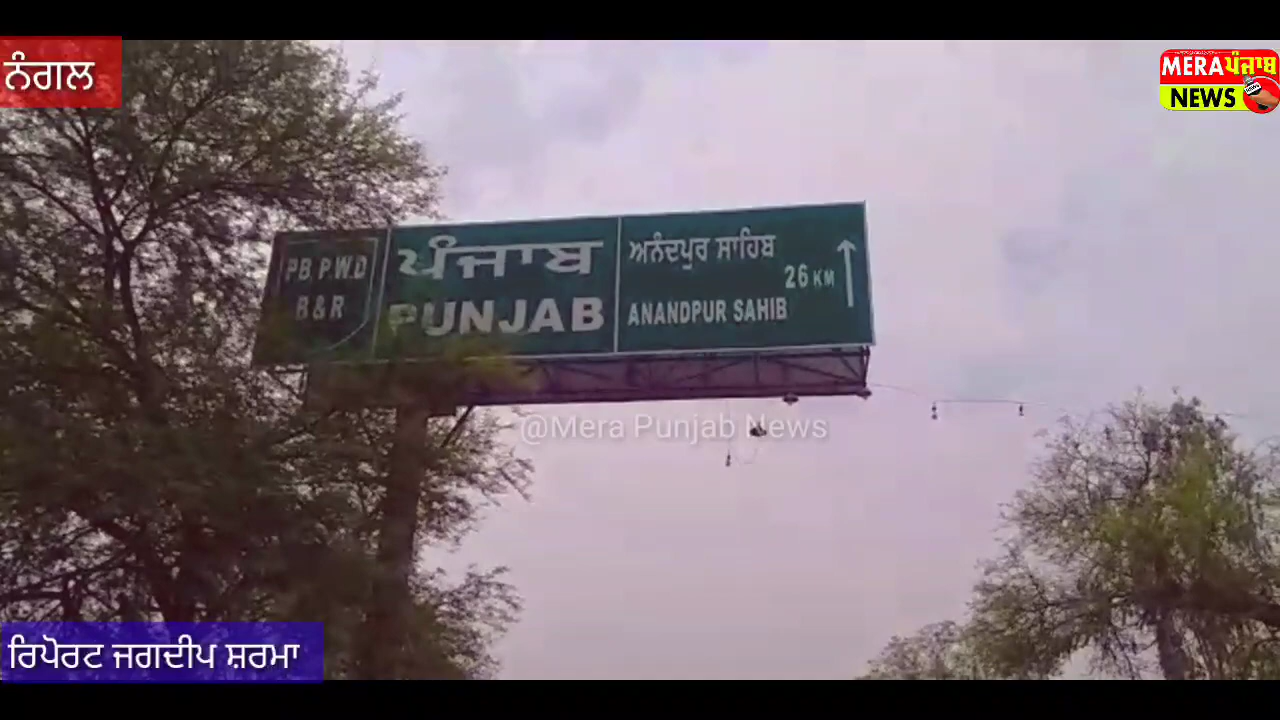 ਨੰਗਲ
MERA ਪੰਜਾਬ
NEWS
PB P.W.D
B&R
ਪੰਜਾਬ
PUNJAB
ਅਨੰਦਪੁਰ ਸਾਹਿਬ
26 KM
ANANDPUR SAHIB
@Mera Punjab News
ਰਿਪੋਰਟ ਜਗਦੀਪ ਸ਼ਰਮਾ